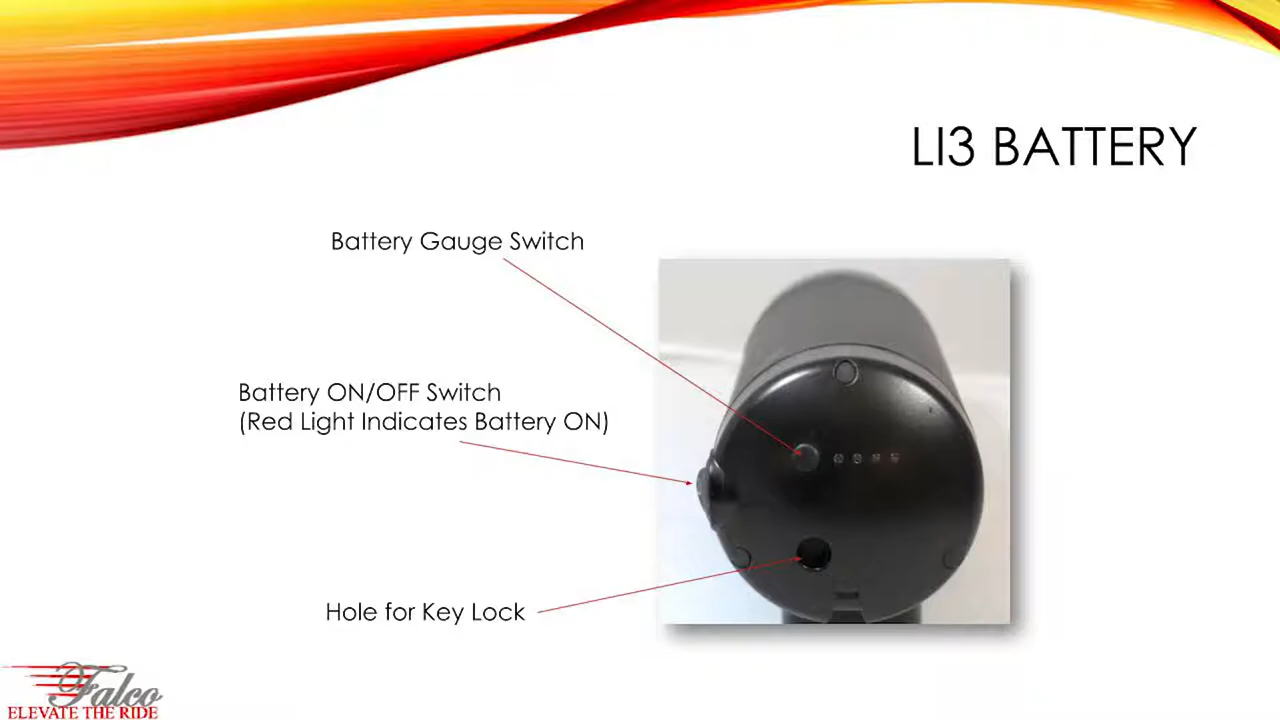 LI3 BATTERY
Battery Gauge Switch
Battery ON/OFF Switch
(Red Light Indicates Battery ON)
Hole for Key Lock
Falco
ELEVATE THE RIDE